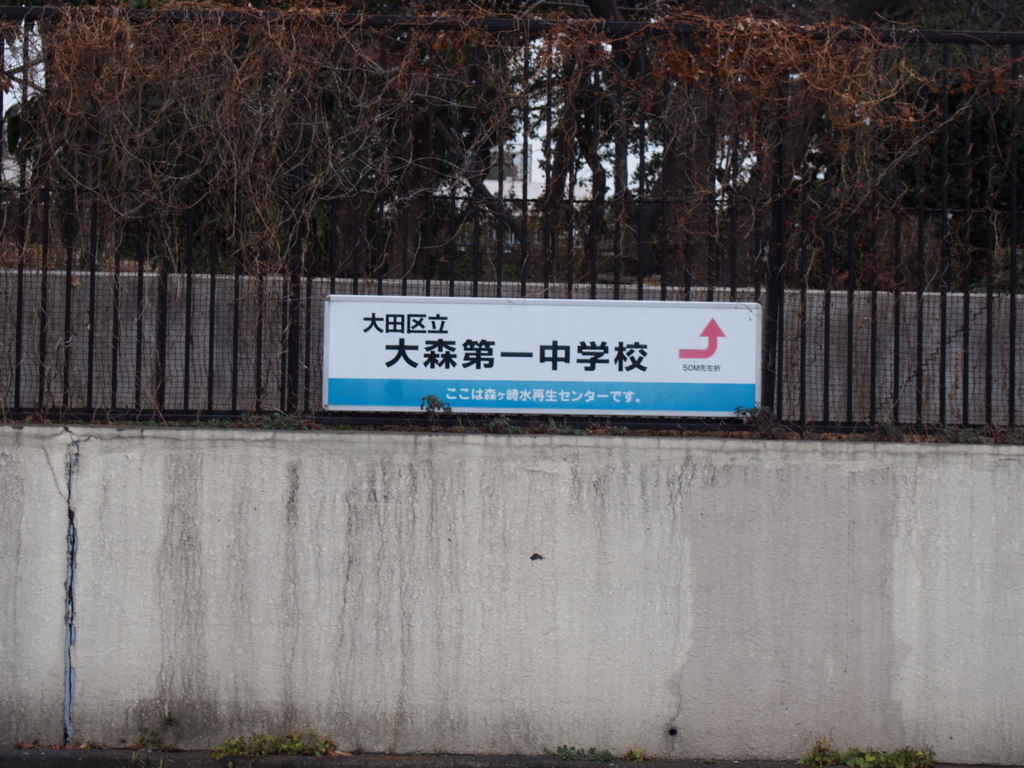 大田区立
大森第一中学校
50M先左折
ここは森ヶ崎水再生センターです。